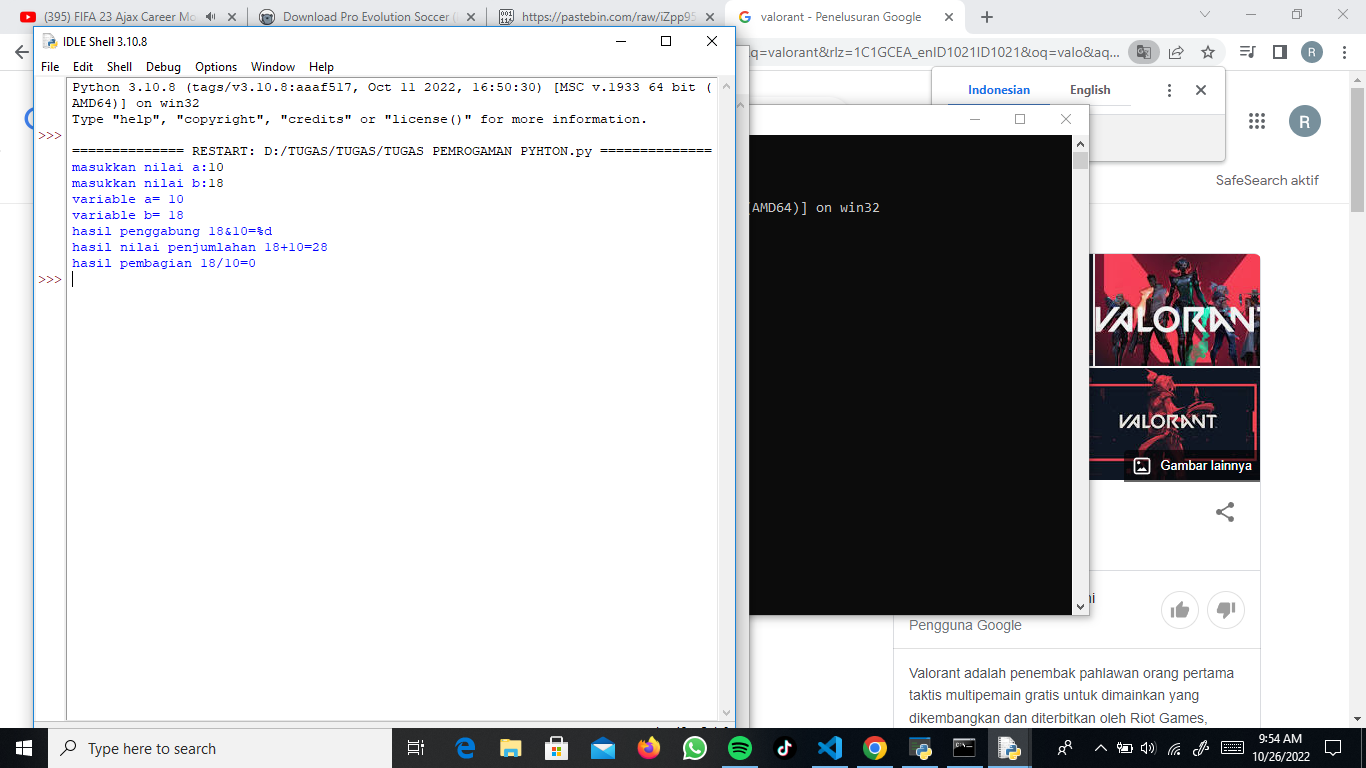 (395) FIFA 23 Ajax Career Mo
Download Pro Evolution Soccer (
https://pastebin.com/raw/iZpp95
valorant - Penelusuran Google
IDLE Shell 3.10.8
q=valorant&rlz=1C1GCEA_enID1021ID1021&oq=valo&aq...
R
File Edit Shell Debug Options Window Help
Indonesian English
Python 3.10.8 (tags/v3.10.8:aaaf517, Oct 11 2022, 16:50:30) [MSC v.1933 64 bit (
AMD64)] on win32
Type "help", "copyright", "credits" or "license()" for more information.
R
>>>
============== RESTART: D:/TUGAS/TUGAS/TUGAS PEMROGAMAN PYHTON.py ==============
masukkan nilai a:10
masukkan nilai b:18
variable a= 10
variable b= 18
hasil penggabung 18&10=%d
hasil nilai penjumlahan 18+10=28
hasil pembagian 18/10=0
>>>
SafeSearch aktif
AMD64)] on win32
VALORANT
VALORANT
Gambar lainnya
Pengguna Google
Valorant adalah penembak pahlawan orang pertama
taktis multipemain gratis untuk dimainkan yang
dikembangkan dan diterbitkan oleh Riot Games,
Type here to search
9:54 AM
10/26/2022